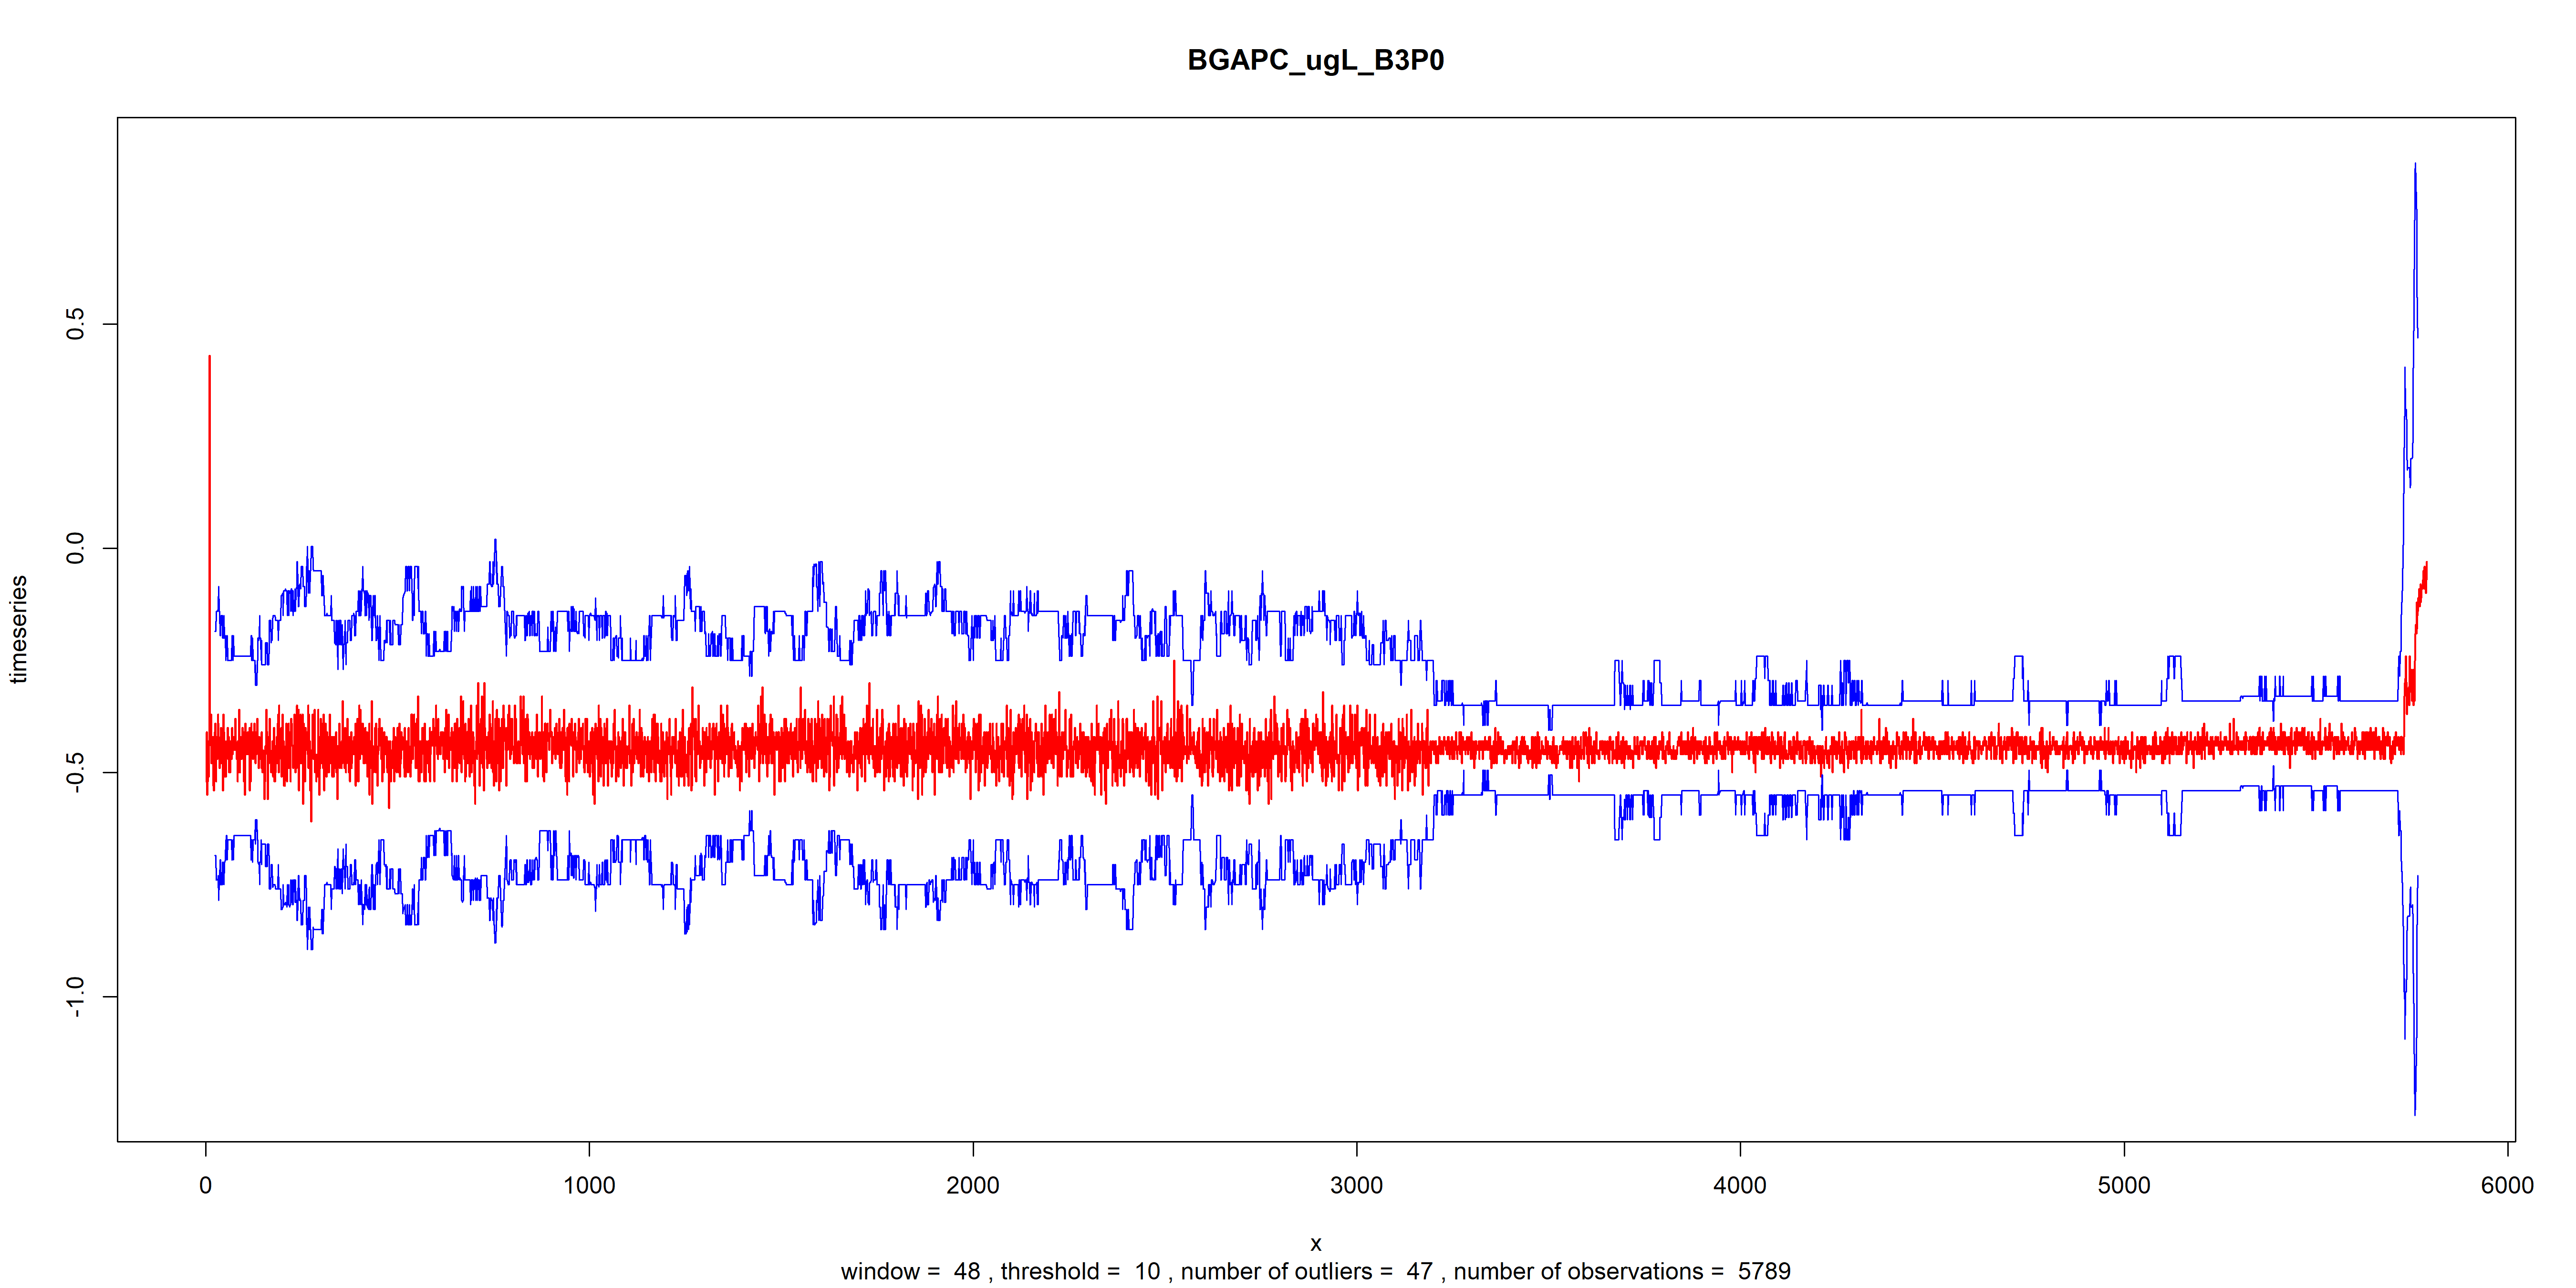 BGAPC_ugL_B3P0
timeseries
0.5
0.0
-0.5
-1.0
0 1000 2000 3000 4000 5000 6000
x
window =  48 , threshold =  10 , number of outliers =  47 , number of observations =  5789